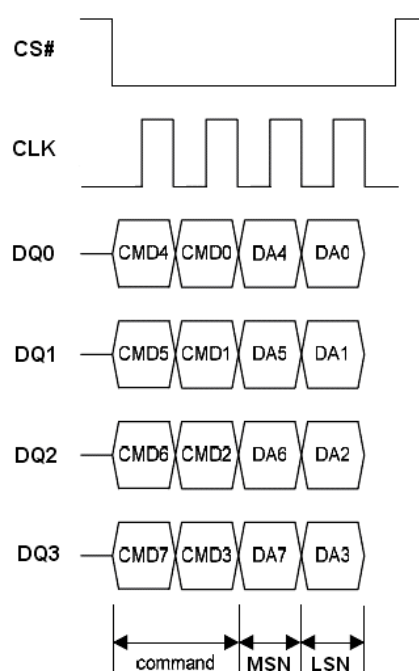 CS#
CLK
DQ0 CMD4 CMD0 DA4 DA0
DQ1 CMD5 CMD1 DA5 DA1
DQ2 CMD6 CMD2 DA6 DA2
DQ3 CMD7 CMD3 DA7 DA3
command MSN LSN